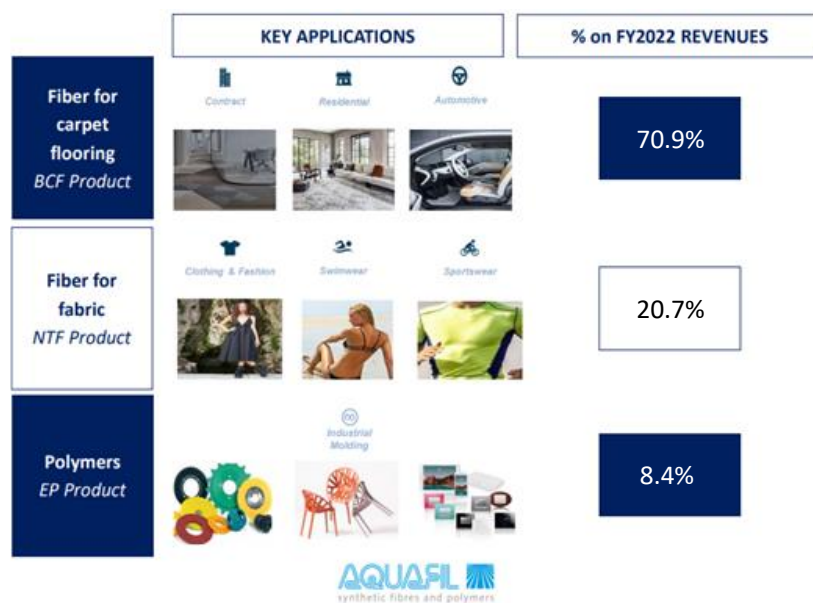 KEY APPLICATIONS
% on FY2022 REVENUES
Fiber for
carpet
flooring
BCF Product
Contract
Residential
Automotive
70.9%
Fiber for
fabric
NTF Product
Clothing & Fashion
Swimwear
Sportswear
20.7%
Polymers
EP Product
Industrial
Molding
8.4%
AQUAFIL
synthetic fibres and polymers